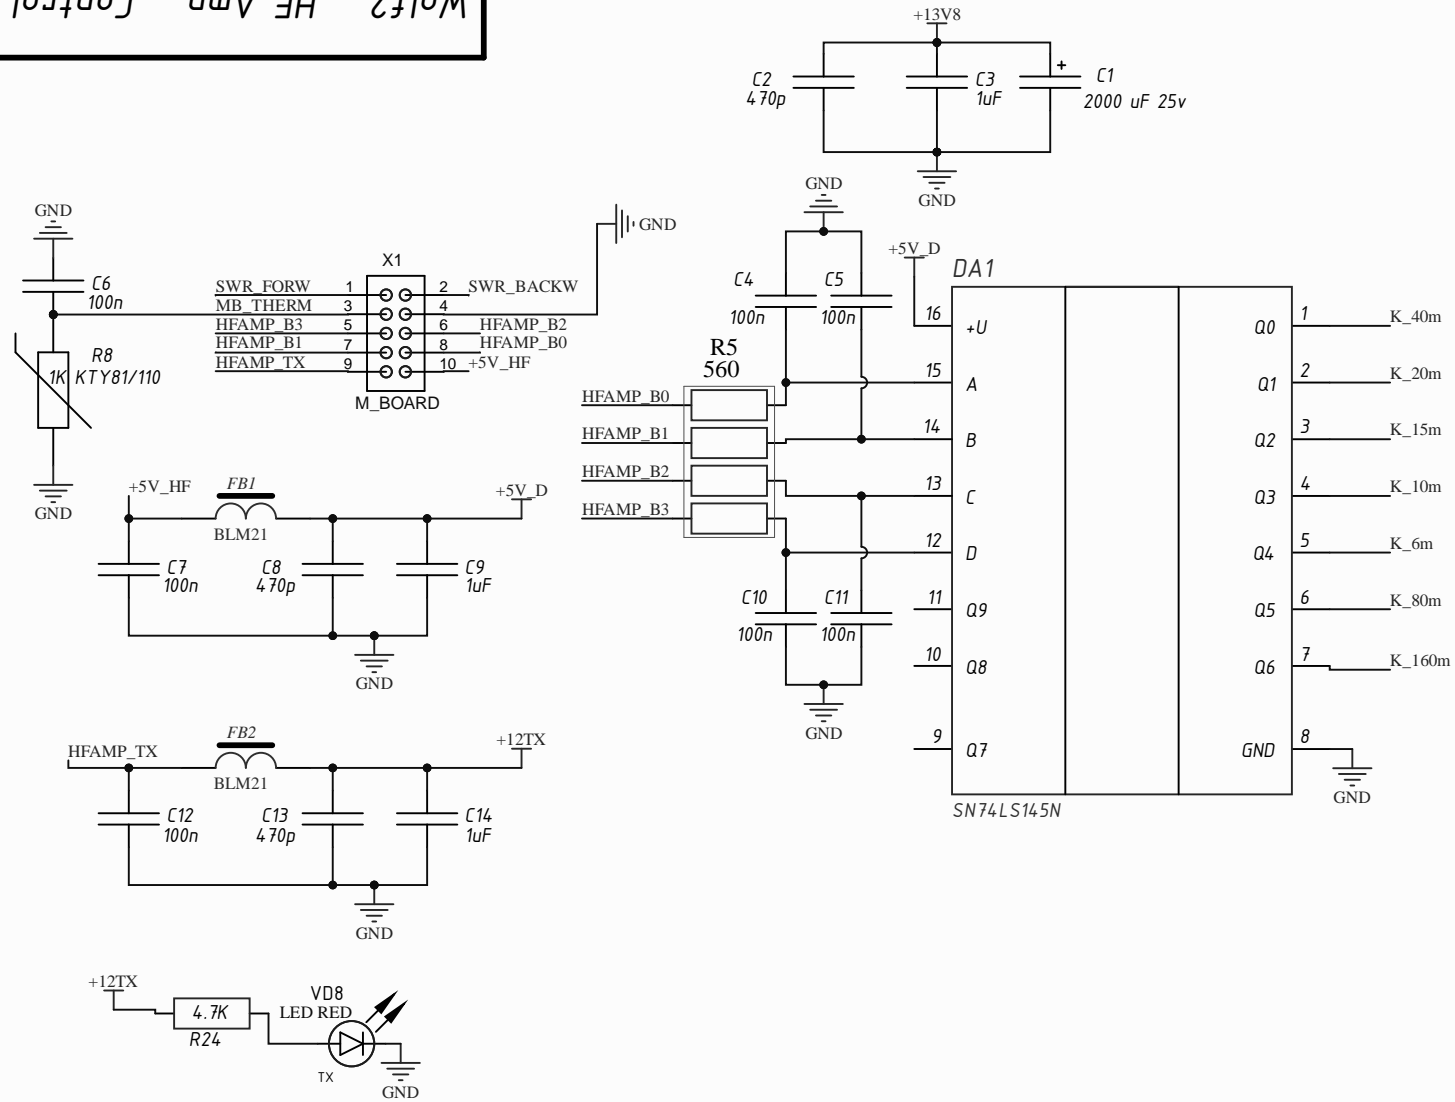 Wolf2 HF Amp Control
+13V8
C2
470p
C3
1uF
+
C1
2000 uF 25v
GND
GND
C6
100n
R8
1K KTY81/110
GND
X1
SWR_FORW 1 2 SWR_BACKW
MB_THERM 3 4
HFAMP_B3 5 6 HFAMP_B2
HFAMP_B1 7 8 HFAMP_B0
HFAMP_TX 9 10 +5V_HF
M_BOARD
GND
GND
C4
100n
C5
100n
R5
560
HFAMP_B0
HFAMP_B1
HFAMP_B2
HFAMP_B3
C10
100n
C11
100n
GND
+5V_D
DA1
16 +U Q0 1 K_40m
15 A Q1 2 K_20m
14 B Q2 3 K_15m
13 C Q3 4 K_10m
12 D Q4 5 K_6m
11 Q9 Q5 6 K_80m
10 Q8 Q6 7 K_160m
9 Q7 GND 8
GND
SN74LS145N
+5V_HF
FB1
BLM21
+5V_D
C7
100n
C8
470p
C9
1uF
GND
HFAMP_TX
FB2
BLM21
+12TX
C12
100n
C13
470p
C14
1uF
GND
+12TX
4.7K
R24
VD8
LED RED
TX
GND